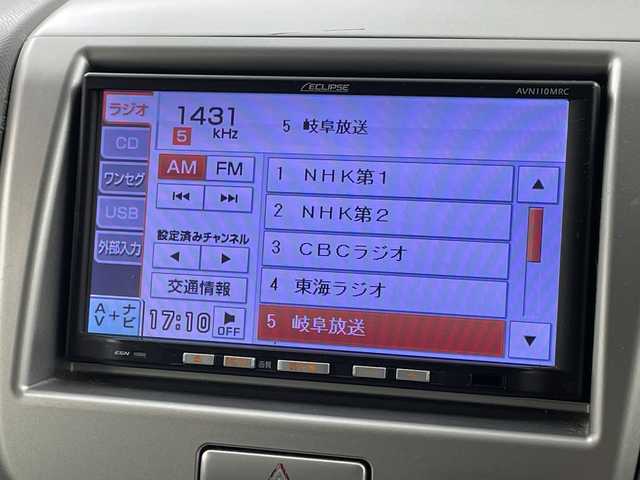 ECLIPSE
AVN110MRC
ラジオ
CD
ワンセグ
USB
外部入力
AV+ナビ
1431
5 kHz
5 岐阜放送
AM FM
設定済みチャンネル
交通情報
17:10
OFF
1 NHK第1
2 NHK第2
3 CBCラジオ
4 東海ラジオ
5 岐阜放送